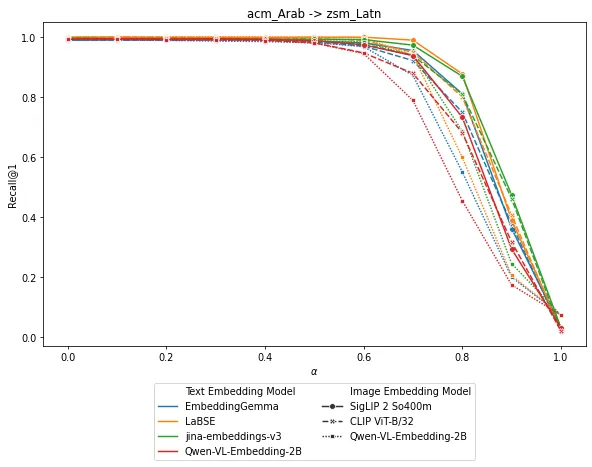 acm_Arab -> zsm_Latn
Recall@1
1.0
0.8
0.6
0.4
0.2
0.0
0.0 0.2 0.4 0.6 0.8 1.0
α
Text Embedding Model
EmbeddingGemma
LaBSE
jina-embeddings-v3
Qwen-VL-Embedding-2B
Image Embedding Model
SigLIP 2 So400m
CLIP ViT-B/32
Qwen-VL-Embedding-2B